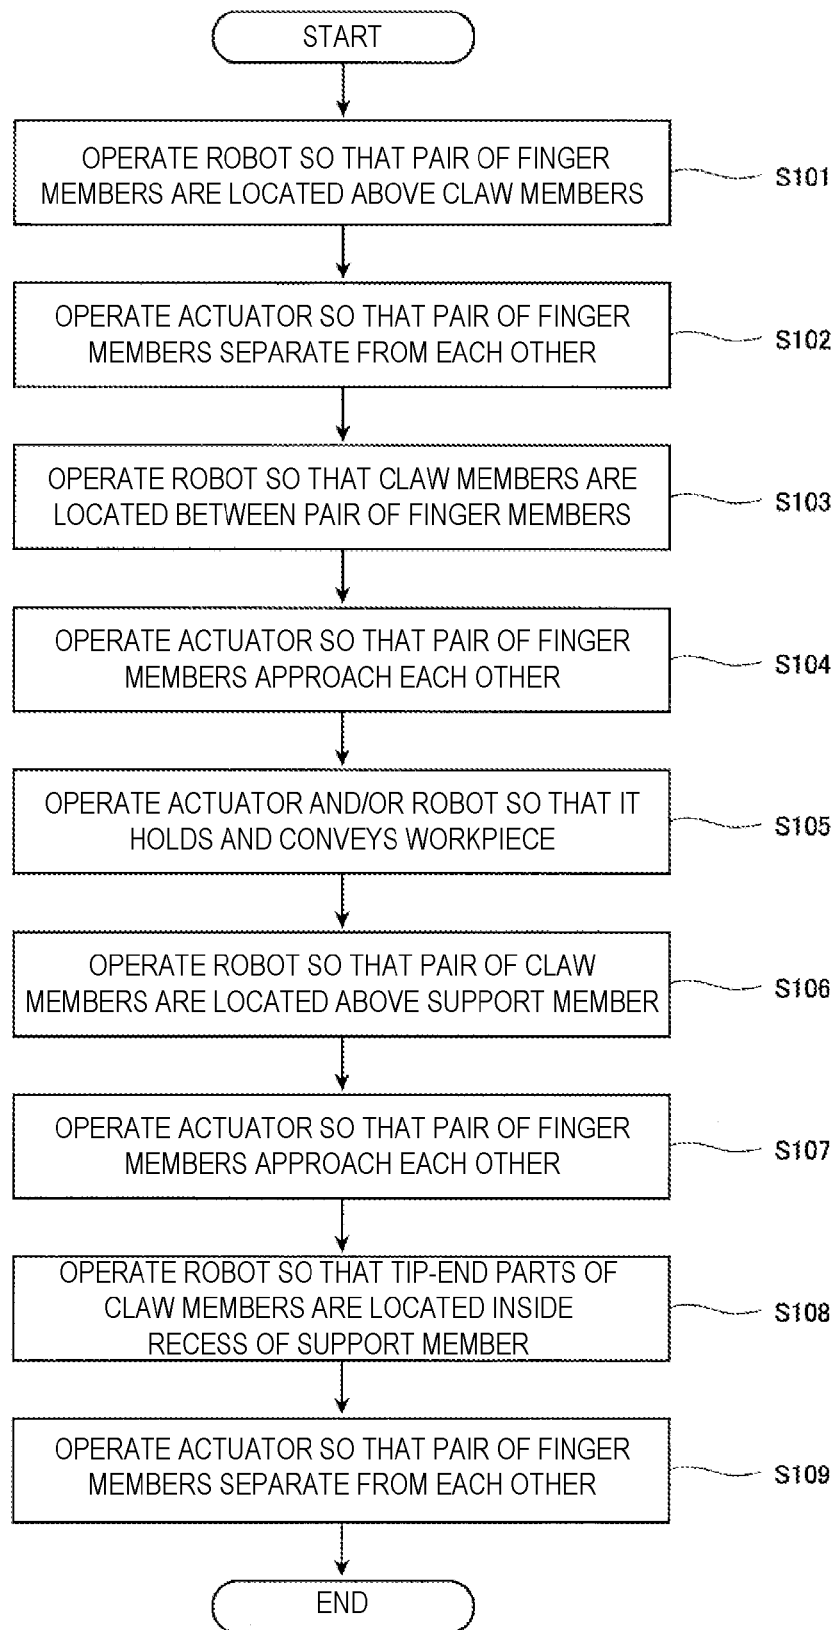 START
OPERATE ROBOT SO THAT PAIR OF FINGER
MEMBERS ARE LOCATED ABOVE CLAW MEMBERS
S101
OPERATE ACTUATOR SO THAT PAIR OF FINGER
MEMBERS SEPARATE FROM EACH OTHER
S102
OPERATE ROBOT SO THAT CLAW MEMBERS ARE
LOCATED BETWEEN PAIR OF FINGER MEMBERS
S103
OPERATE ACTUATOR SO THAT PAIR OF FINGER
MEMBERS APPROACH EACH OTHER
S104
OPERATE ACTUATOR AND/OR ROBOT SO THAT IT
HOLDS AND CONVEYS WORKPIECE
S105
OPERATE ROBOT SO THAT PAIR OF CLAW
MEMBERS ARE LOCATED ABOVE SUPPORT MEMBER
S106
OPERATE ACTUATOR SO THAT PAIR OF FINGER
MEMBERS APPROACH EACH OTHER
S107
OPERATE ROBOT SO THAT TIP-END PARTS OF
CLAW MEMBERS ARE LOCATED INSIDE
RECESS OF SUPPORT MEMBER
S108
OPERATE ACTUATOR SO THAT PAIR OF FINGER
MEMBERS SEPARATE FROM EACH OTHER
S109
END